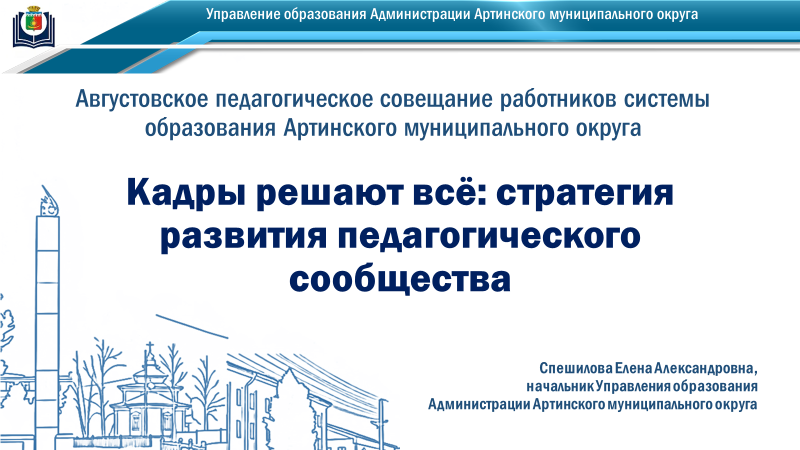 Управление образования Администрации Артинского муниципального округа
Августовское педагогическое совещание работников системы
образования Артинского муниципального округа
Кадры решают всё: стратегия
развития педагогического
сообщества
Спешилова Елена Александровна,
начальник Управления образования
Администрации Артинского муниципального округа